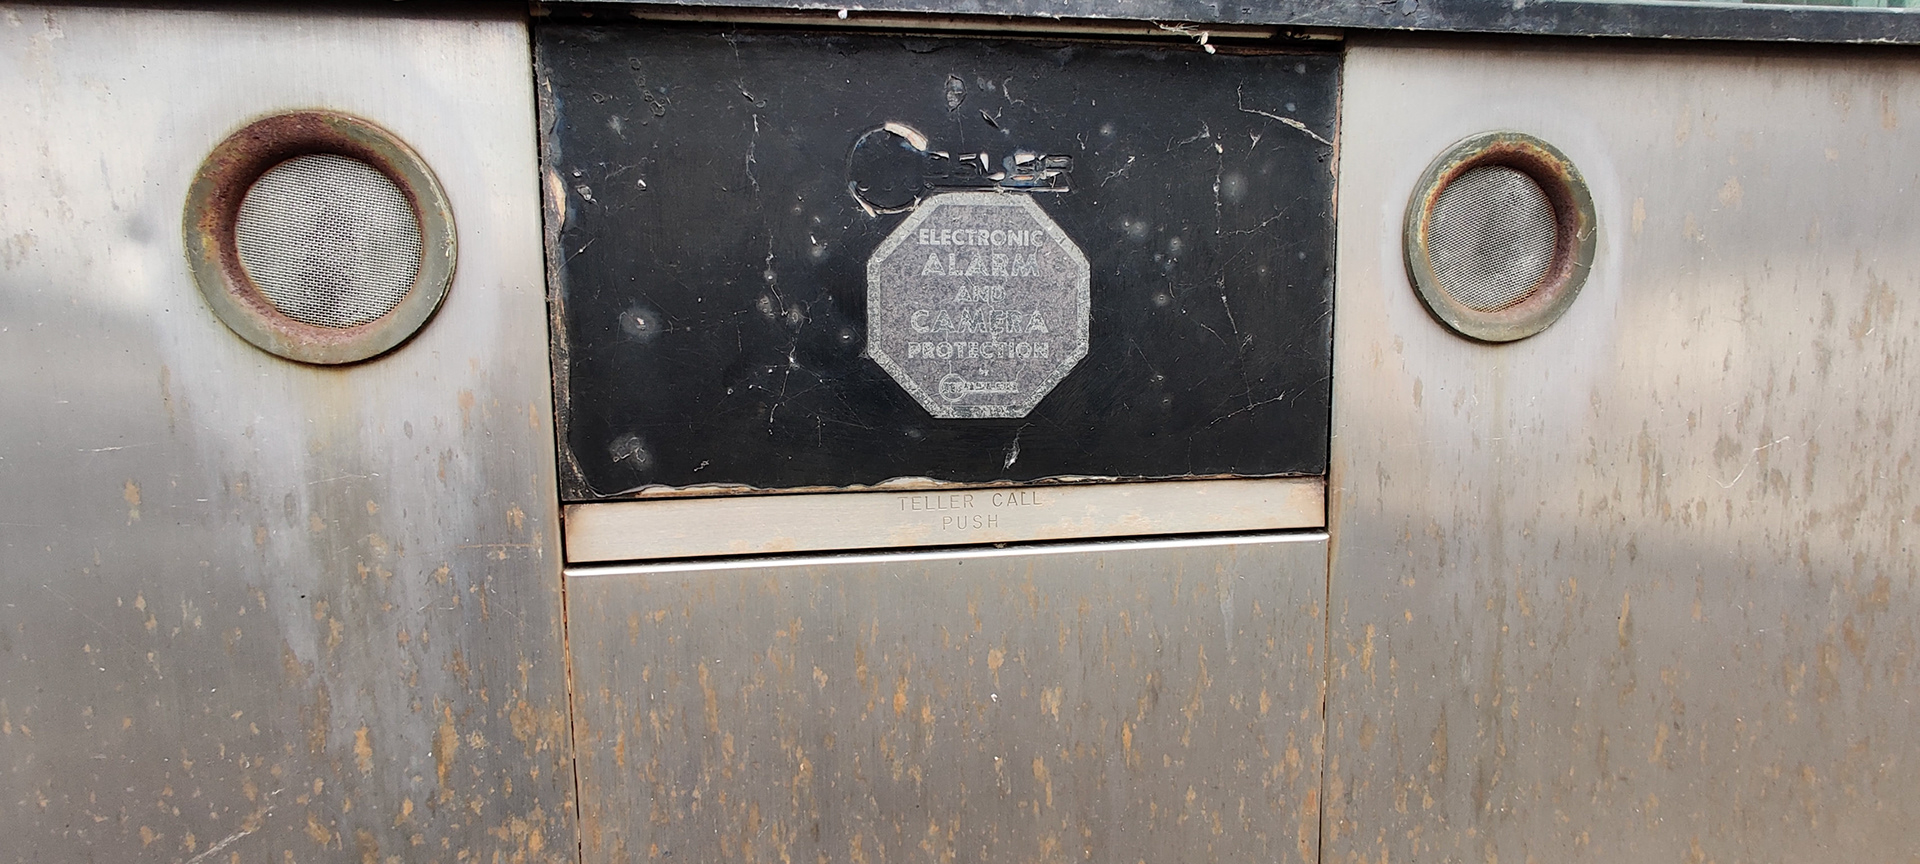 ELECTRONIC
ALARM
AND
CAMERA
PROTECTION
TELLER CALL
PUSH